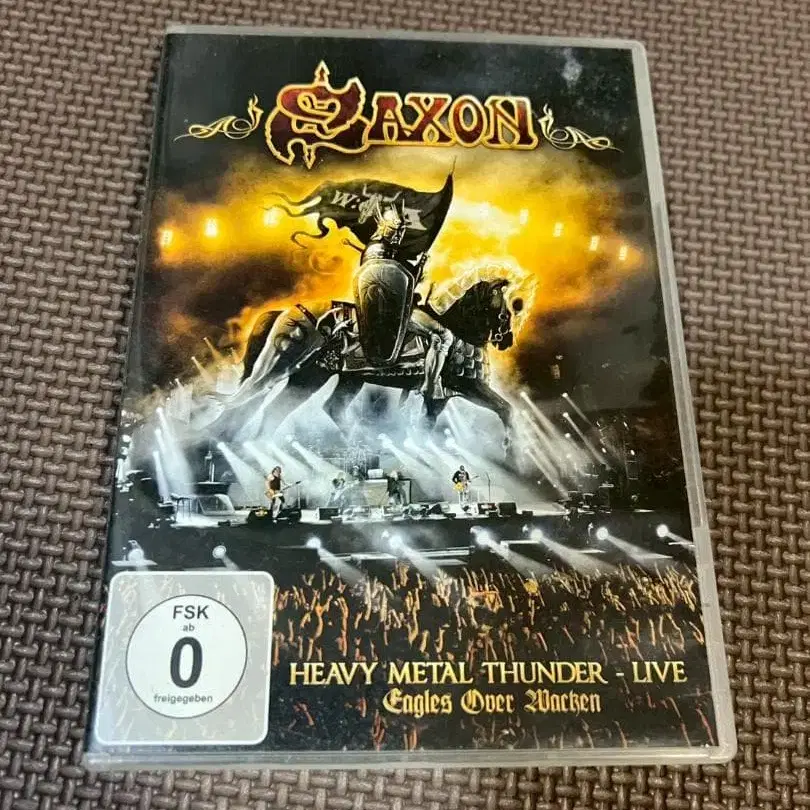 SAXON
W:O:A
FSK
ab
0
freigegeben
HEAVY METAL THUNDER - LIVE
Eagles Over Wacken